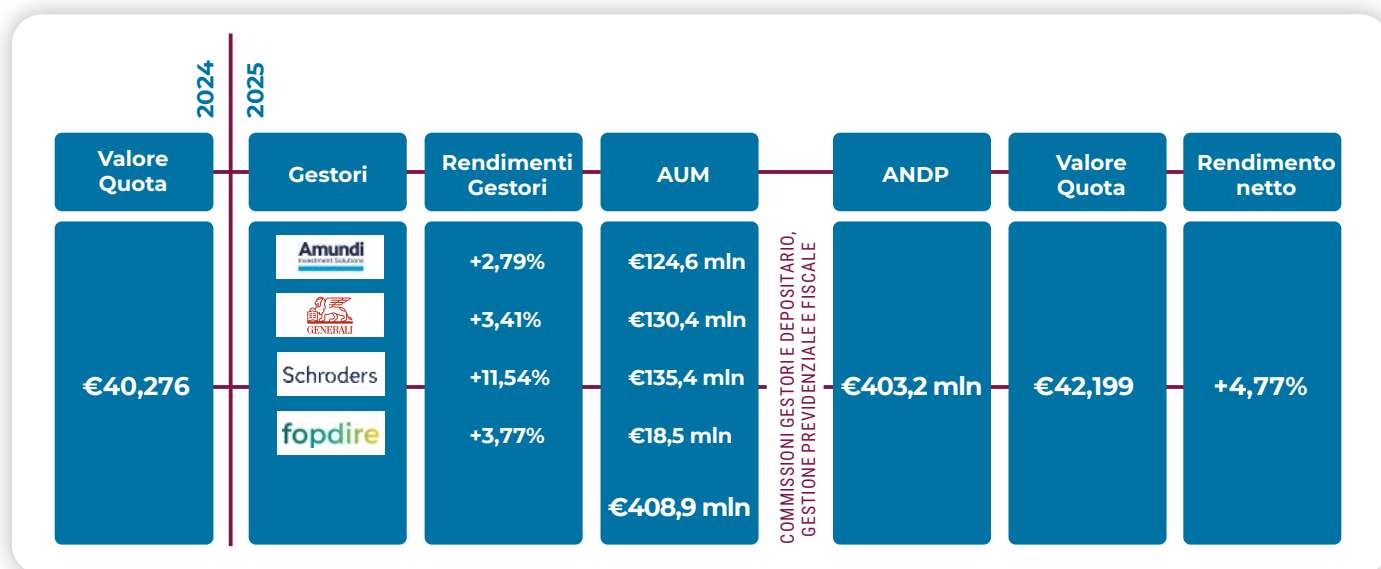 2024
2025
Valore
Quota
Gestori
Rendimenti
Gestori
AUM
ANDP
Valore
Quota
Rendimento
netto
€40,276
Amundi
Investment Solutions
+2,79%
€124,6 mln
GENERALI
+3,41%
€130,4 mln
Schroders
+11,54%
€135,4 mln
fopdire
+3,77%
€18,5 mln
€408,9 mln
COMMISSIONI GESTORI E DEPOSITARIO,
GESTIONE PREVIDENZIALE E FISCALE
€403,2 mln
€42,199
+4,77%